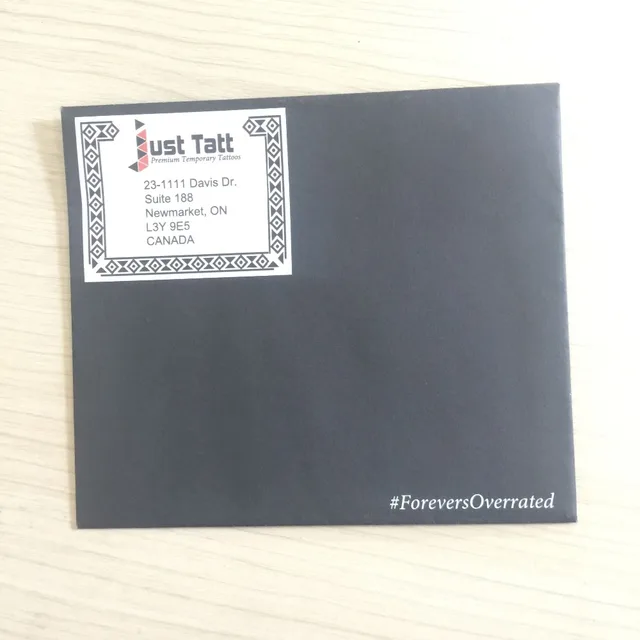 Just Tatt
Premium Temporary Tattoos
23-1111 Davis Dr.
Suite 188
Newmarket, ON
L3Y 9E5
CANADA
#ForeversOverrated